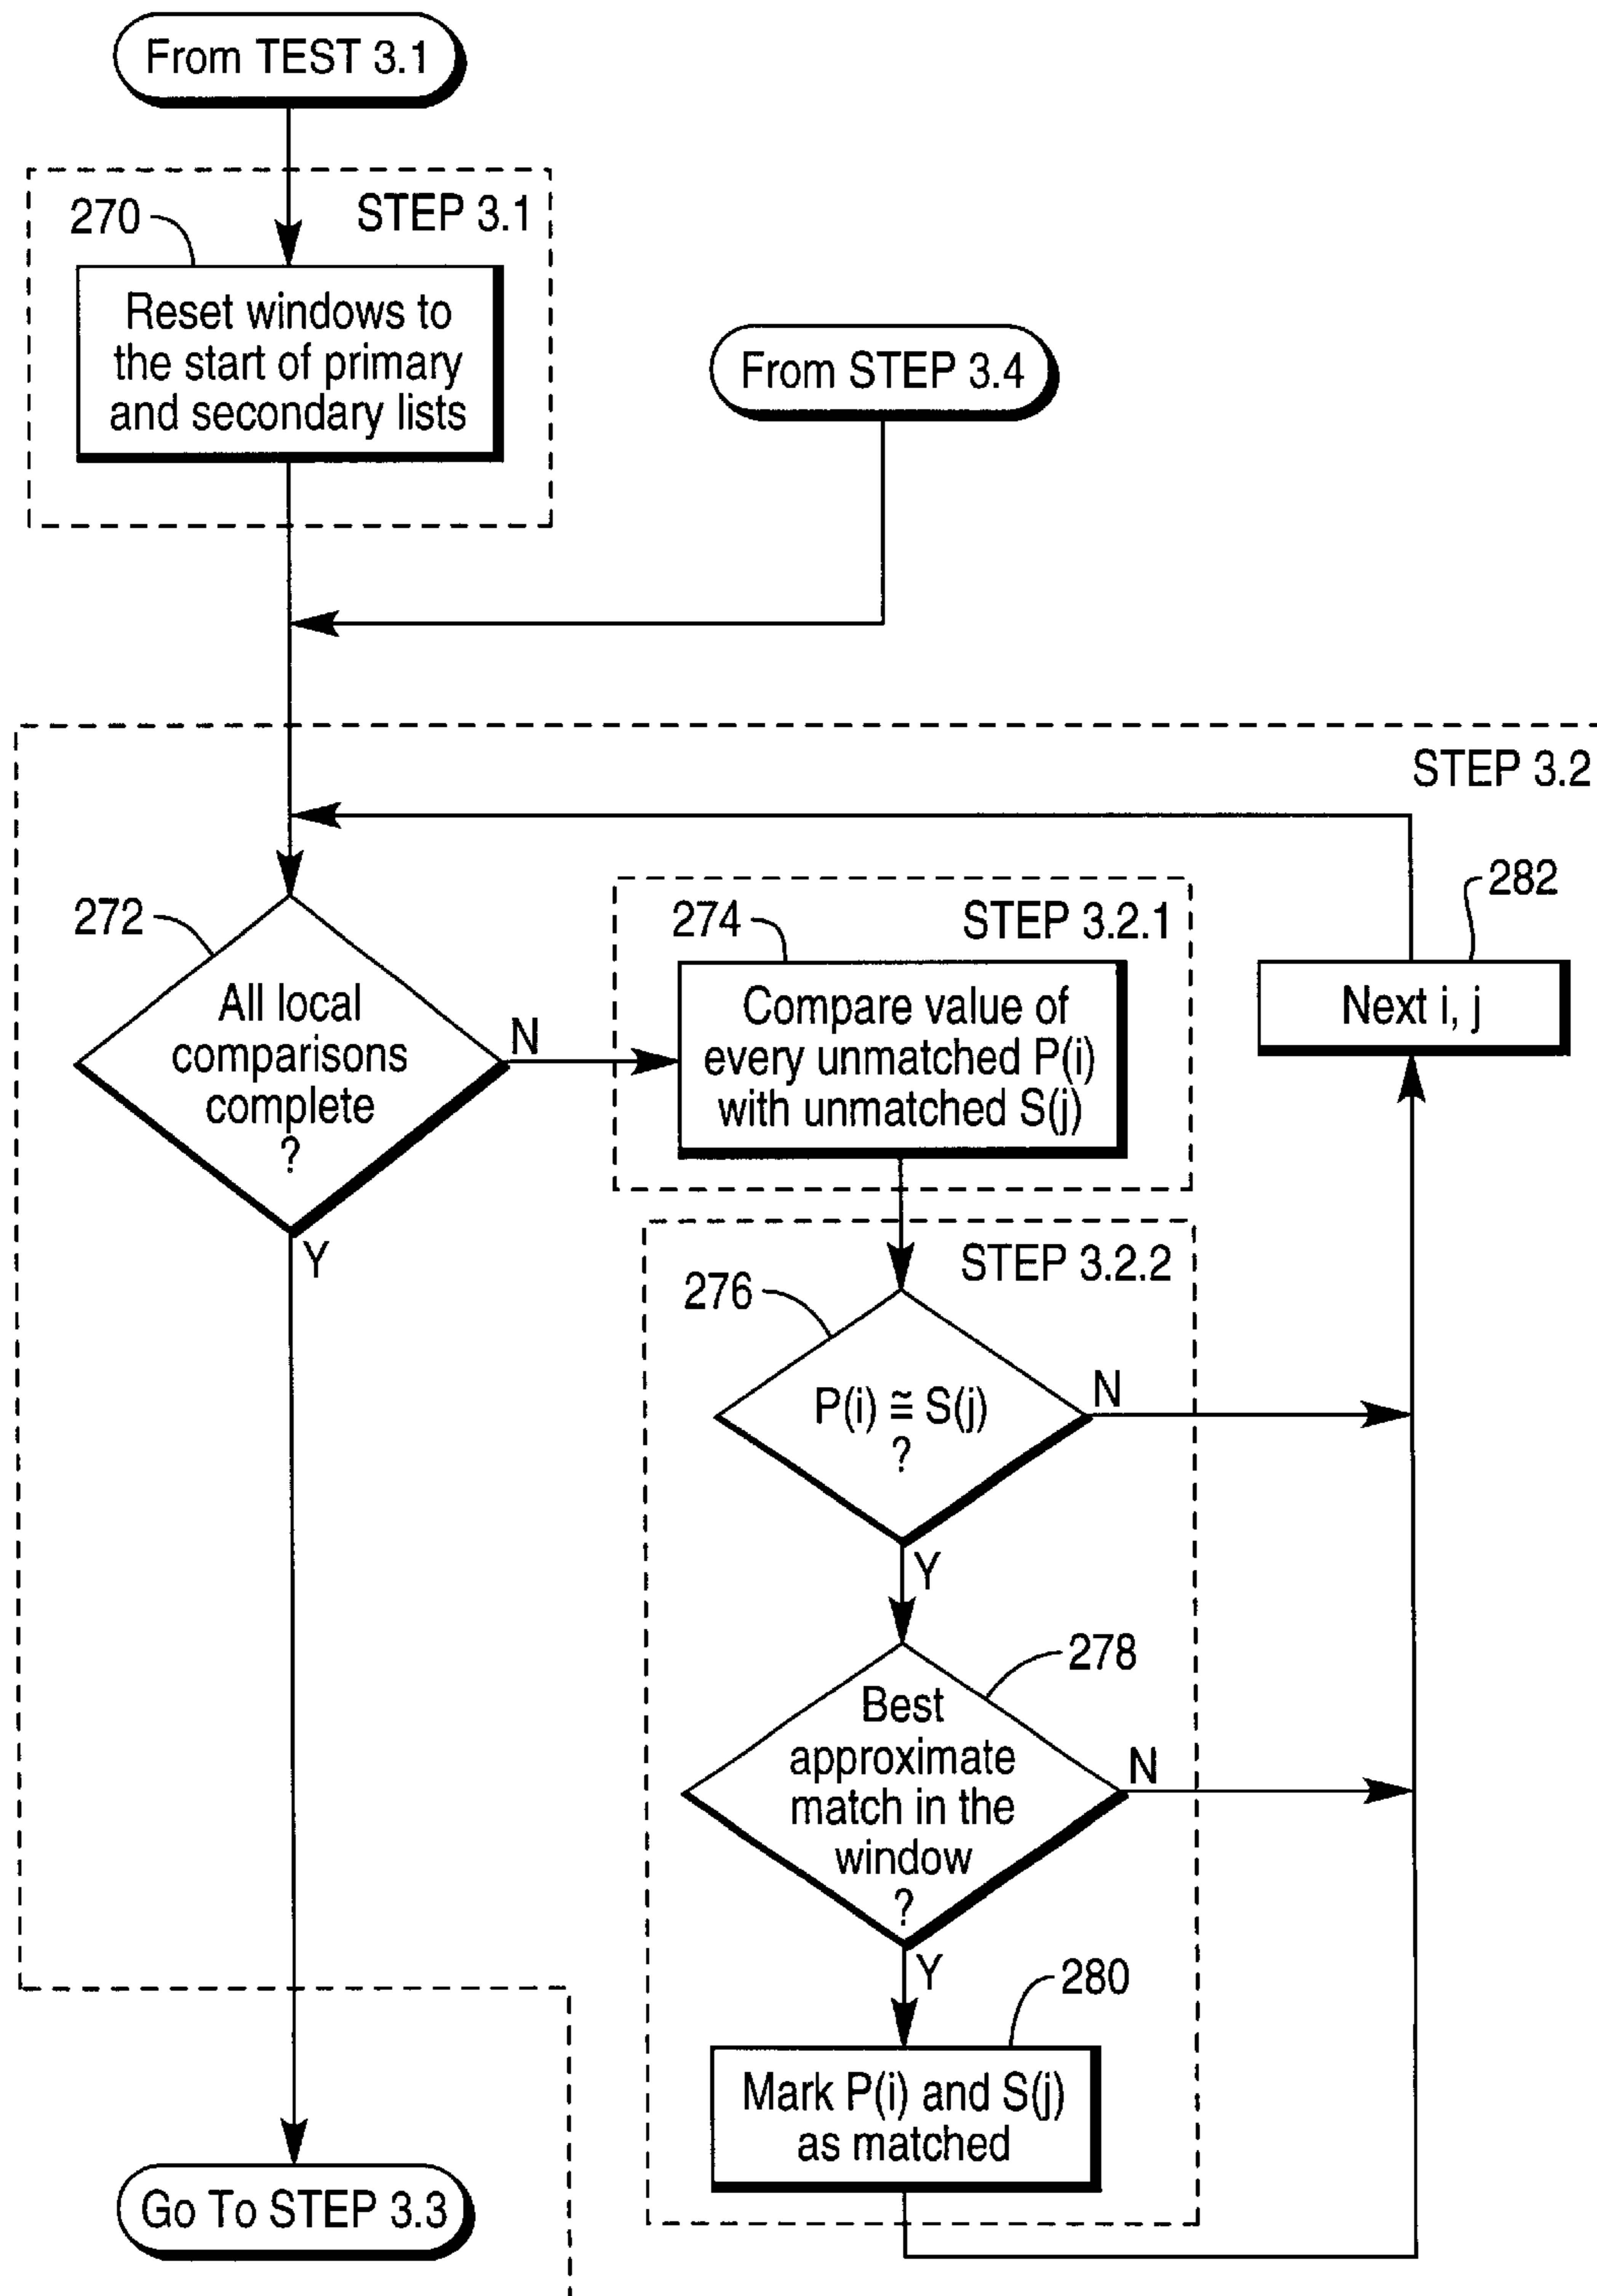 From TEST 3.1
STEP 3.1
270
Reset windows to
the start of primary
and secondary lists
From STEP 3.4
STEP 3.2
272
All local
comparisons
complete
?
N
Y
STEP 3.2.1
274
Compare value of
every unmatched P(i)
with unmatched S(j)
282
Next i, j
STEP 3.2.2
276
P(i) ≅ S(j)
?
N
Y
278
Best
approximate
match in the
window
?
N
Y
280
Mark P(i) and S(j)
as matched
Go To STEP 3.3